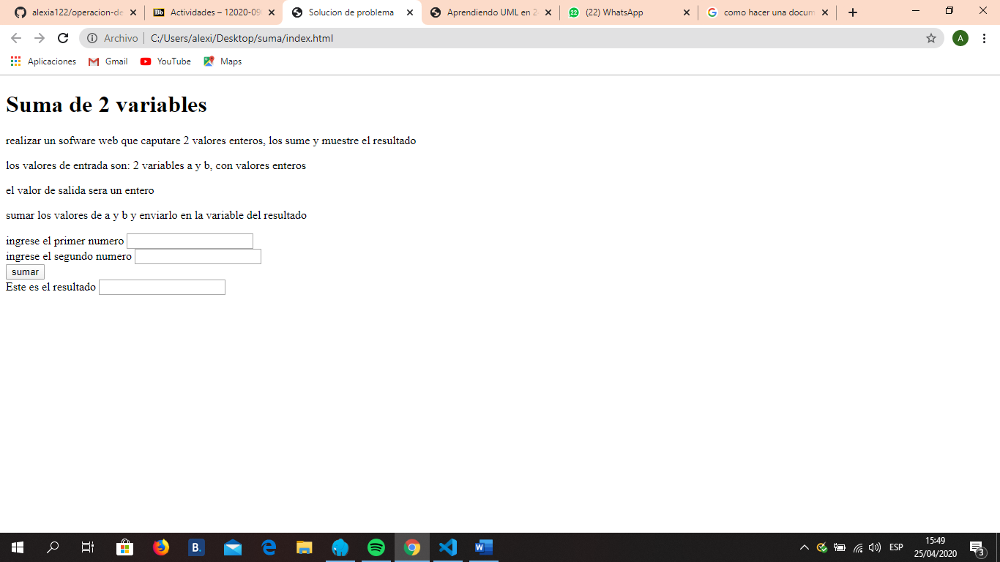 alexia122/operacion-de
Actividades – 12020-09
Solucion de problema
Aprendiendo UML en 2
(22) WhatsApp
como hacer una docum
Archivo
C:/Users/alexi/Desktop/suma/index.html
A
Aplicaciones
Gmail
YouTube
Maps
Suma de 2 variables
realizar un sofware web que caputare 2 valores enteros, los sume y muestre el resultado
los valores de entrada son: 2 variables a y b, con valores enteros
el valor de salida sera un entero
sumar los valores de a y b y enviarlo en la variable del resultado
ingrese el primer numero
ingrese el segundo numero
sumar
Este es el resultado
ESP
15:49
25/04/2020
3